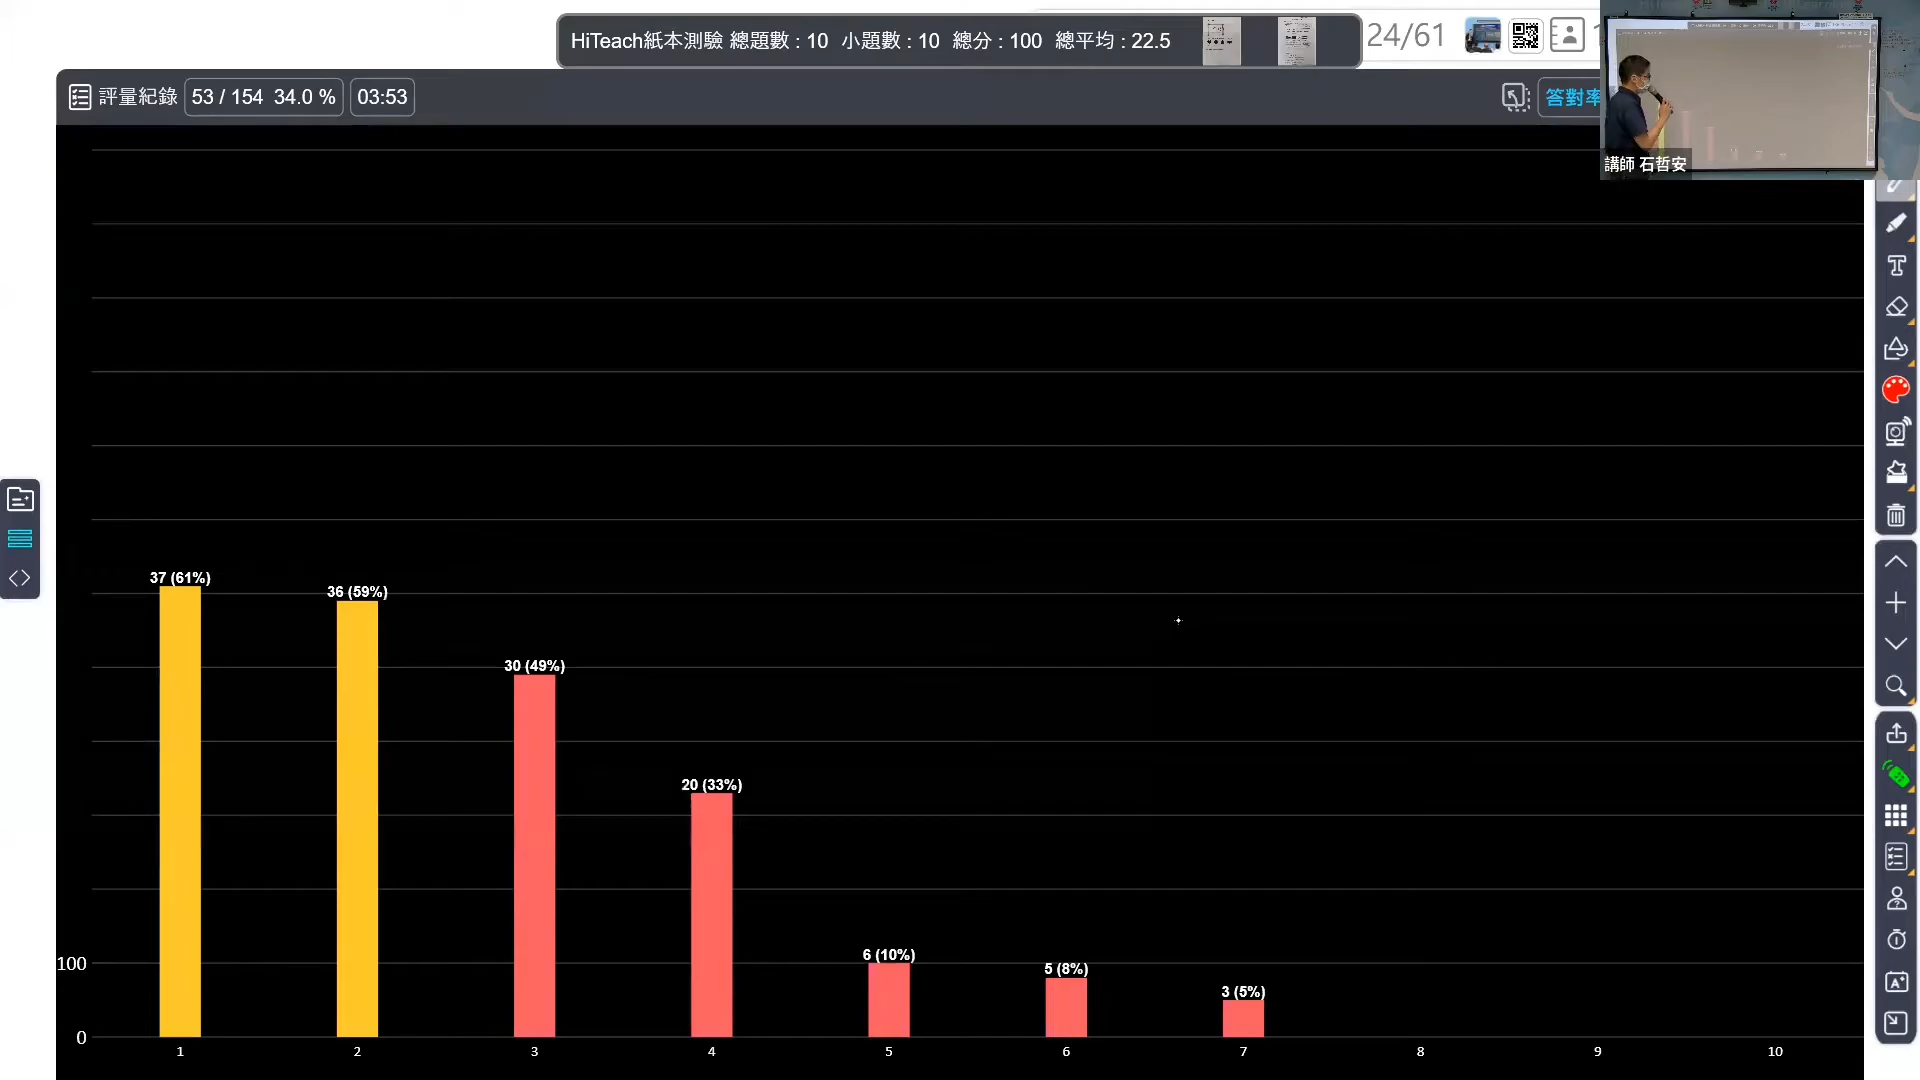 HiTeach紙本測驗 總題數 : 10 小題數 : 10 總分 : 100 總平均 : 22.5
24/61
評量紀錄 53 / 154 34.0 % 03:53
答對率
講師 石哲安
37 (61%)
36 (59%)
30 (49%)
20 (33%)
6 (10%)
5 (8%)
3 (5%)
100
0
1 2 3 4 5 6 7 8 9 10